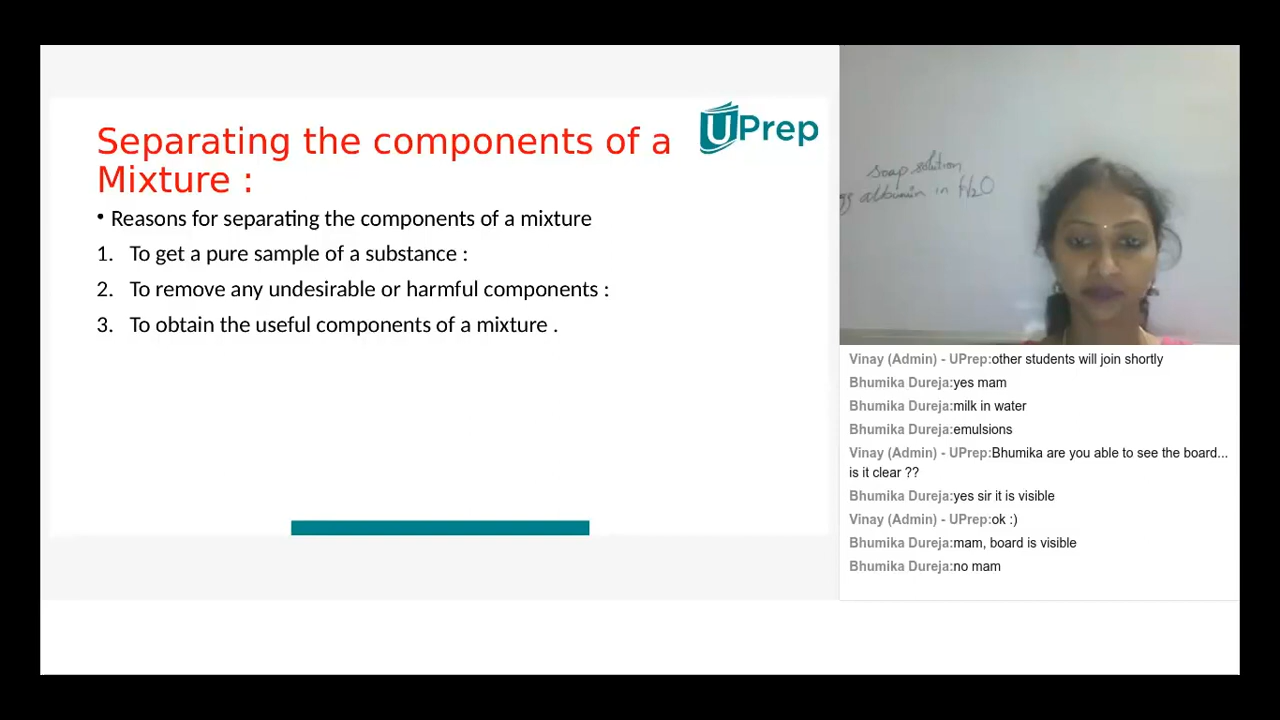 Separating the components of a
Mixture :
UPrep
• Reasons for separating the components of a mixture
1. To get a pure sample of a substance :
2. To remove any undesirable or harmful components :
3. To obtain the useful components of a mixture .
soap solution
albumin in H2O
Vinay (Admin) - UPrep:other students will join shortly
Bhumika Dureja:yes mam
Bhumika Dureja:milk in water
Bhumika Dureja:emulsions
Vinay (Admin) - UPrep:Bhumika are you able to see the board...
is it clear ??
Bhumika Dureja:yes sir it is visible
Vinay (Admin) - UPrep:ok :)
Bhumika Dureja:mam, board is visible
Bhumika Dureja:no mam